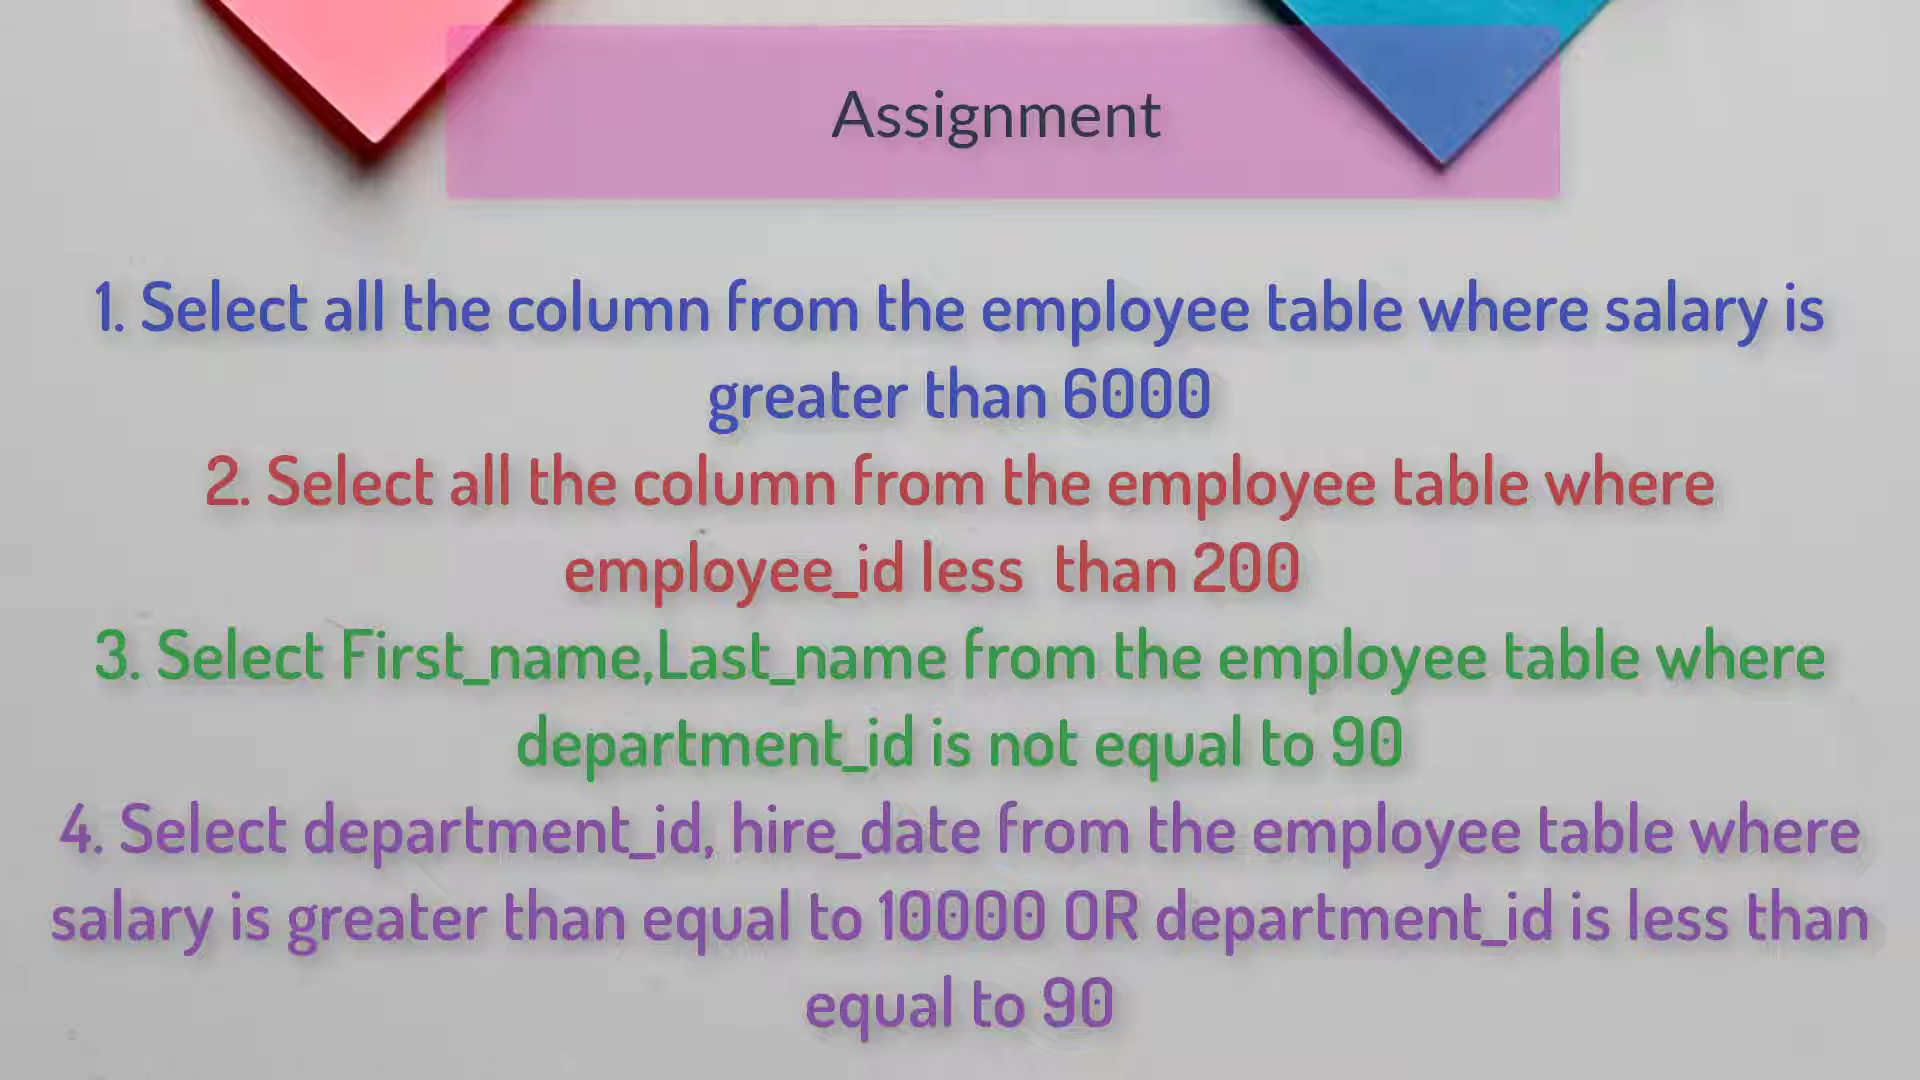 Assignment
1. Select all the column from the employee table where salary is
greater than 6000
2. Select all the column from the employee table where
employee_id less  than 200
3. Select First_name,Last_name from the employee table where
department_id is not equal to 90
4. Select department_id, hire_date from the employee table where
salary is greater than equal to 10000 OR department_id is less than
equal to 90